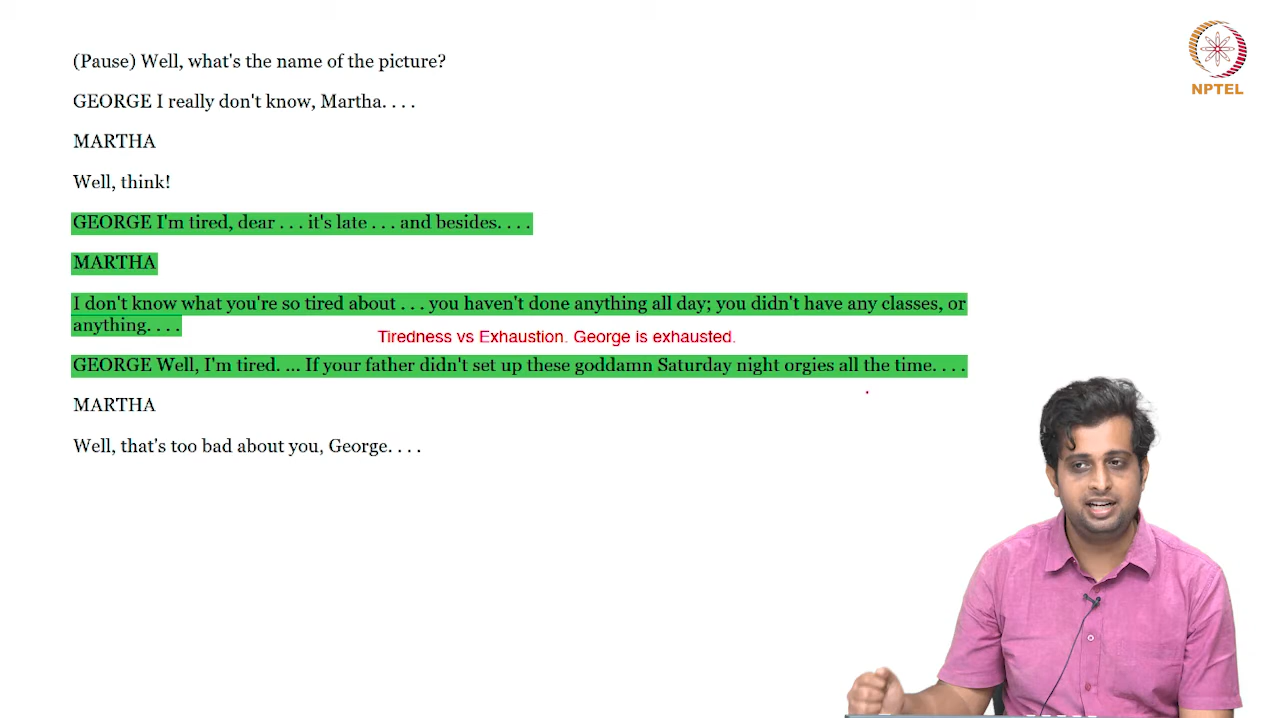 (Pause) Well, what's the name of the picture?
GEORGE I really don't know, Martha. . . .
MARTHA
Well, think!
GEORGE I'm tired, dear . . . it's late . . . and besides. . . .
MARTHA
I don't know what you're so tired about . . . you haven't done anything all day; you didn't have any classes, or
anything. . . .
Tiredness vs Exhaustion. George is exhausted.
GEORGE Well, I'm tired. ... If your father didn't set up these goddamn Saturday night orgies all the time. . . .
MARTHA
Well, that's too bad about you, George. . . .
NPTEL